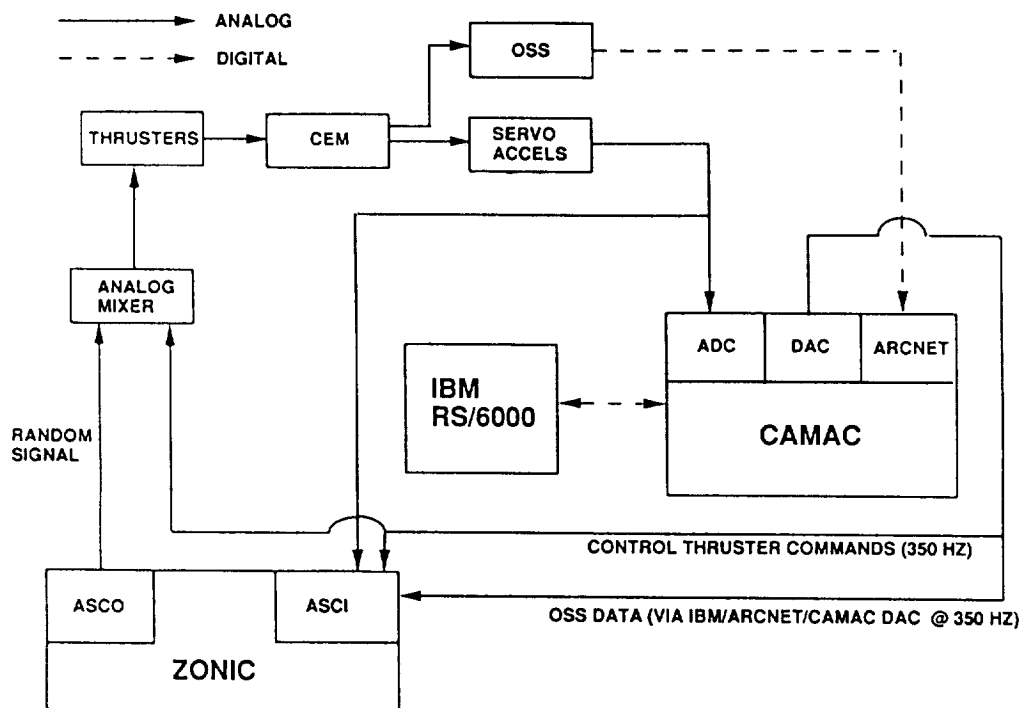 ANALOG
DIGITAL
OSS
THRUSTERS
CEM
SERVO
ACCELS
ANALOG
MIXER
ADC
DAC
ARCNET
IBM
RS/6000
CAMAC
RANDOM
SIGNAL
CONTROL THRUSTER COMMANDS (350 HZ)
ASCO
ASCI
OSS DATA (VIA IBM/ARCNET/CAMAC DAC @ 350 HZ)
ZONIC